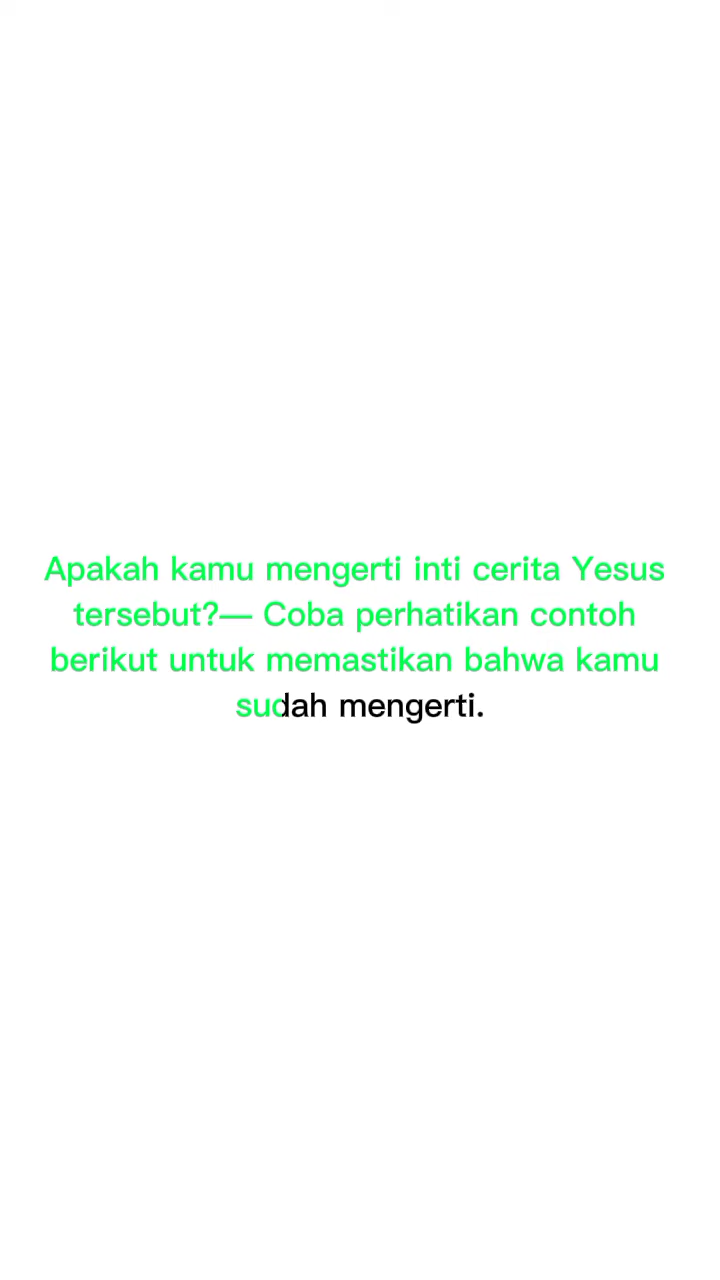 Apakah kamu mengerti inti cerita Yesus
tersebut?— Coba perhatikan contoh
berikut untuk memastikan bahwa kamu
sudah mengerti.